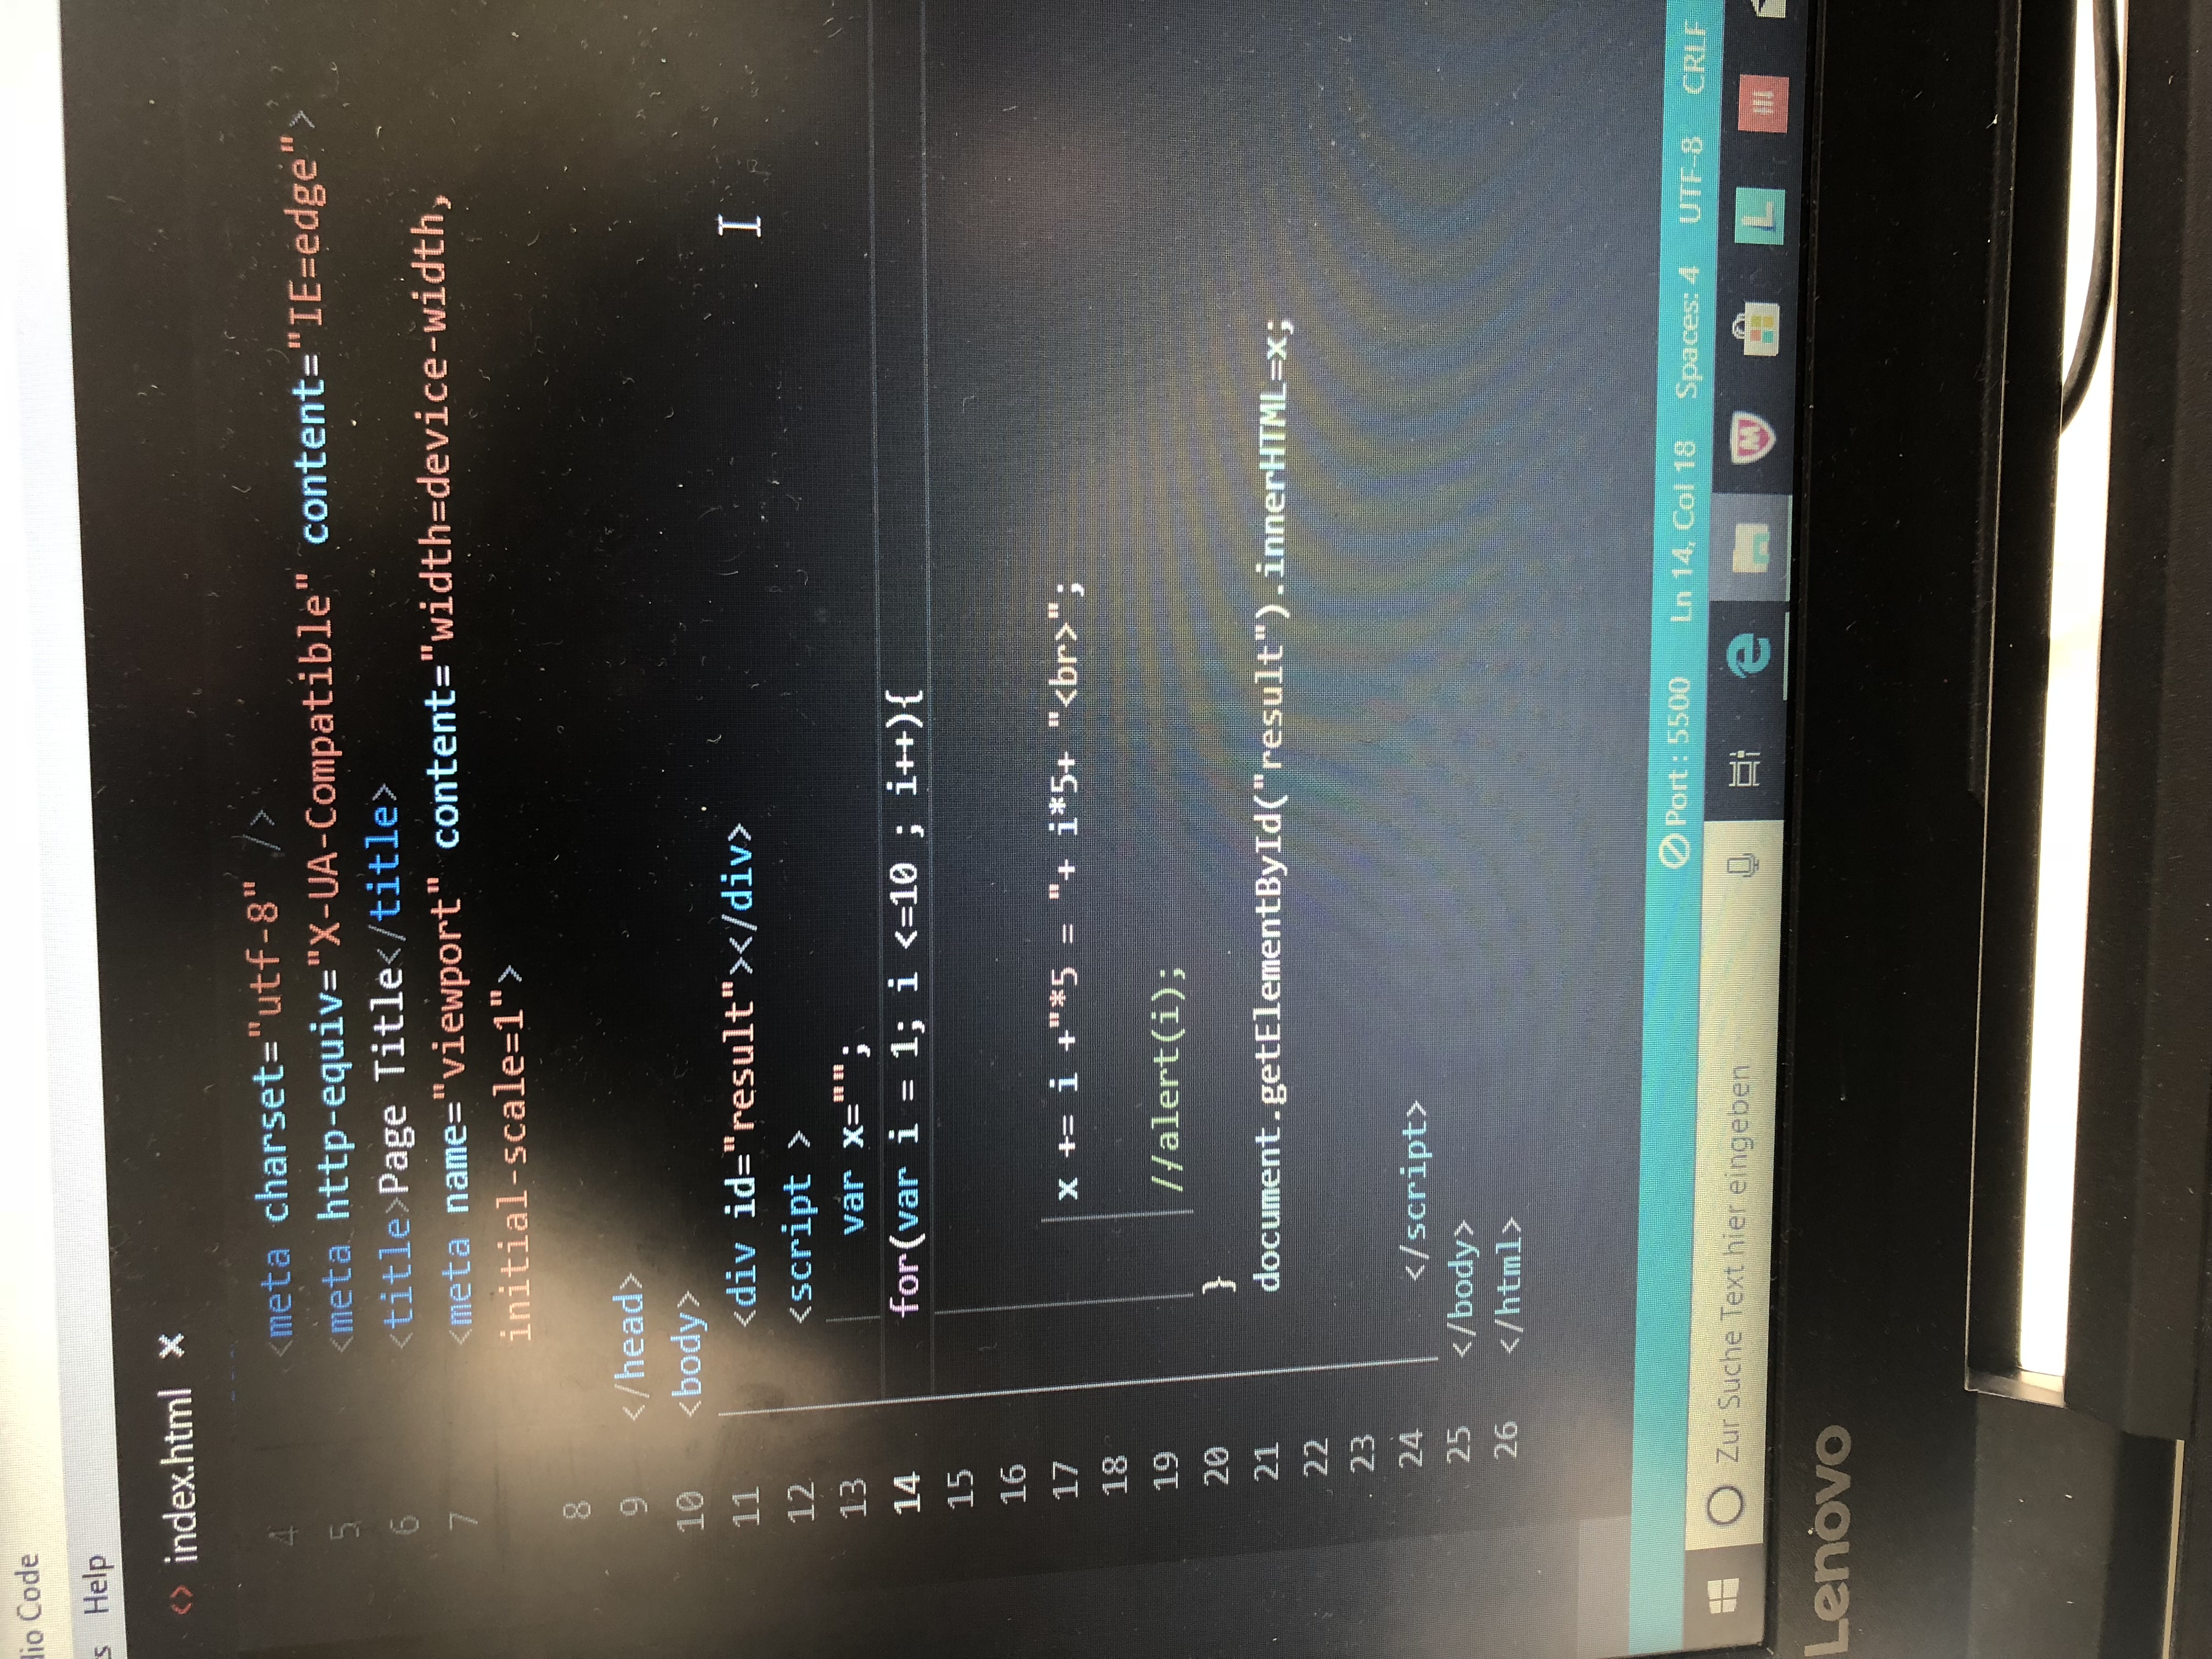 dio Code
s Help
<> index.html X
4 <meta charset="utf-8" />
5 <meta http-equiv="X-UA-Compatible" content="IE=edge">
6 <title>Page Title</title>
7 <meta name="viewport" content="width=device-width,
initial-scale=1">
8
9 </head>
10 <body>
11 <div id="result"></div>
12 <script >
13 var x="";
14 for(var i = 1; i <=10 ; i++){
15
16
17 x += i +"*5 = "+ i*5+ "<br>";
18
19 //alert(i);
20 }
21 document.getElementById("result").innerHTML=x;
22
23
24 </script>
25 </body>
26 </html>
Port : 5500 Ln 14, Col 18 Spaces: 4 UTF-8 CRLF
Zur Suche Text hier eingeben
Lenovo